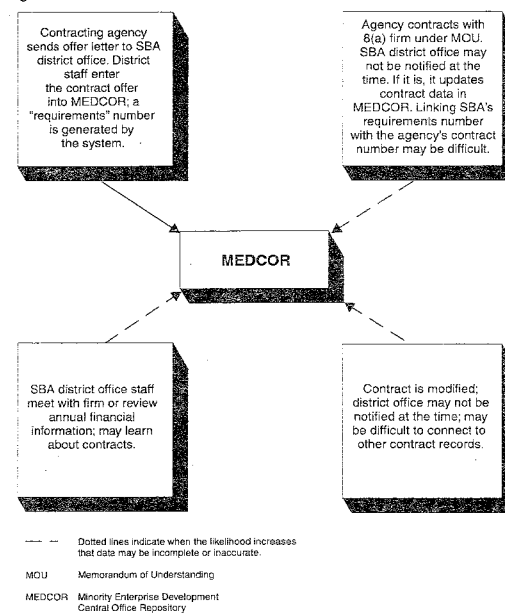 Contracting agency
sends offer letter to SBA
district office. District
staff enter
the contract offer
into MEDCOR; a
"requirements" number
is generated by
the system.
Agency contracts with
8(a) firm under MOU.
SBA district office may
not be notified at the
time. If it is, it updates
contract data in
MEDCOR. Linking SBA's
requirements number
with the agency's contract
number may be difficult.
MEDCOR
SBA district office staff
meet with firm or review
annual financial
information; may learn
about contracts.
Contract is modified;
district office may not be
notified at the time; may
be difficult to connect to
other contract records.
Dotted lines indicate when the likelihood increases
that data may be incomplete or inaccurate.
MOU Memorandum of Understanding
MEDCOR Minority Enterprise Development
Central Office Repository